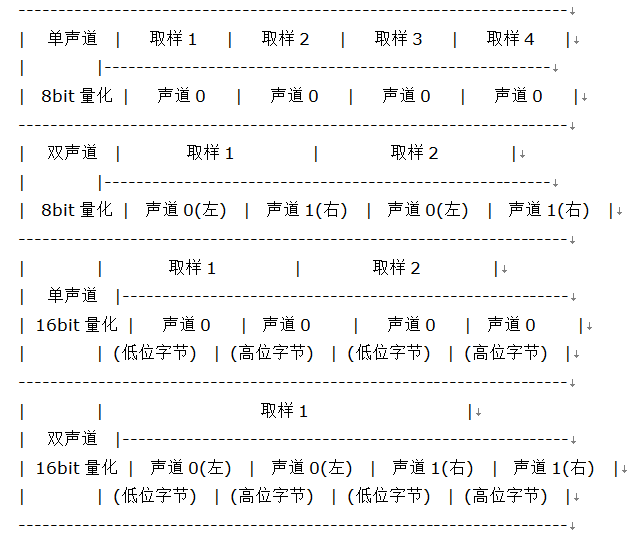 ----------------------------------------------------------------------↓
| 单声道 | 取样 1 | 取样 2 | 取样 3 | 取样 4 |↓
| |---------------------------------------------------------↓
| 8bit 量化 | 声道 0 | 声道 0 | 声道 0 | 声道 0 |↓
----------------------------------------------------------------------↓
| 双声道 | 取样 1 | 取样 2 |↓
| |---------------------------------------------------------↓
| 8bit 量化 | 声道 0(左) | 声道 1(右) | 声道 0(左) | 声道 1(右) |↓
----------------------------------------------------------------------↓
| | 取样 1 | 取样 2 |↓
| 单声道 |---------------------------------------------------------↓
| 16bit 量化 | 声道 0 | 声道 0 | 声道 0 | 声道 0 |↓
| | (低位字节) | (高位字节) | (低位字节) | (高位字节) |↓
----------------------------------------------------------------------↓
| | 取样 1 |↓
| 双声道 |---------------------------------------------------------↓
| 16bit 量化 | 声道 0(左) | 声道 0(左) | 声道 1(右) | 声道 1(右) |↓
| | (低位字节) | (高位字节) | (低位字节) | (高位字节) |↓
----------------------------------------------------------------------↓